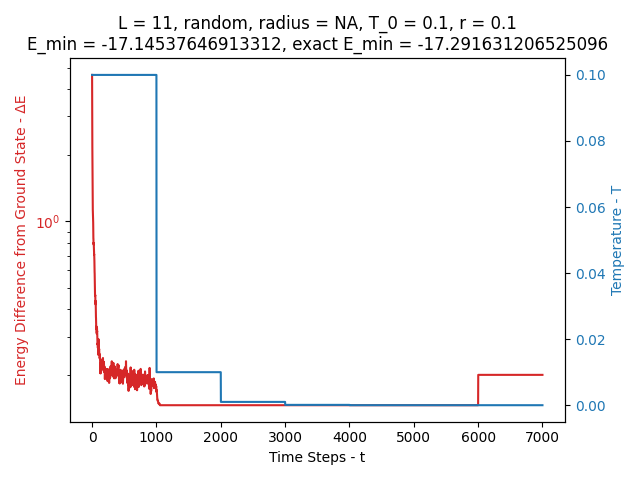 L = 11, random, radius = NA, T_0 = 0.1, r = 0.1
E_min = -17.14537646913312, exact E_min = -17.291631206525096
Energy Difference from Ground State - ΔE
10^0
0.10
0.08
0.06
0.04
0.02
0.00
Temperature - T
0 1000 2000 3000 4000 5000 6000 7000
Time Steps - t